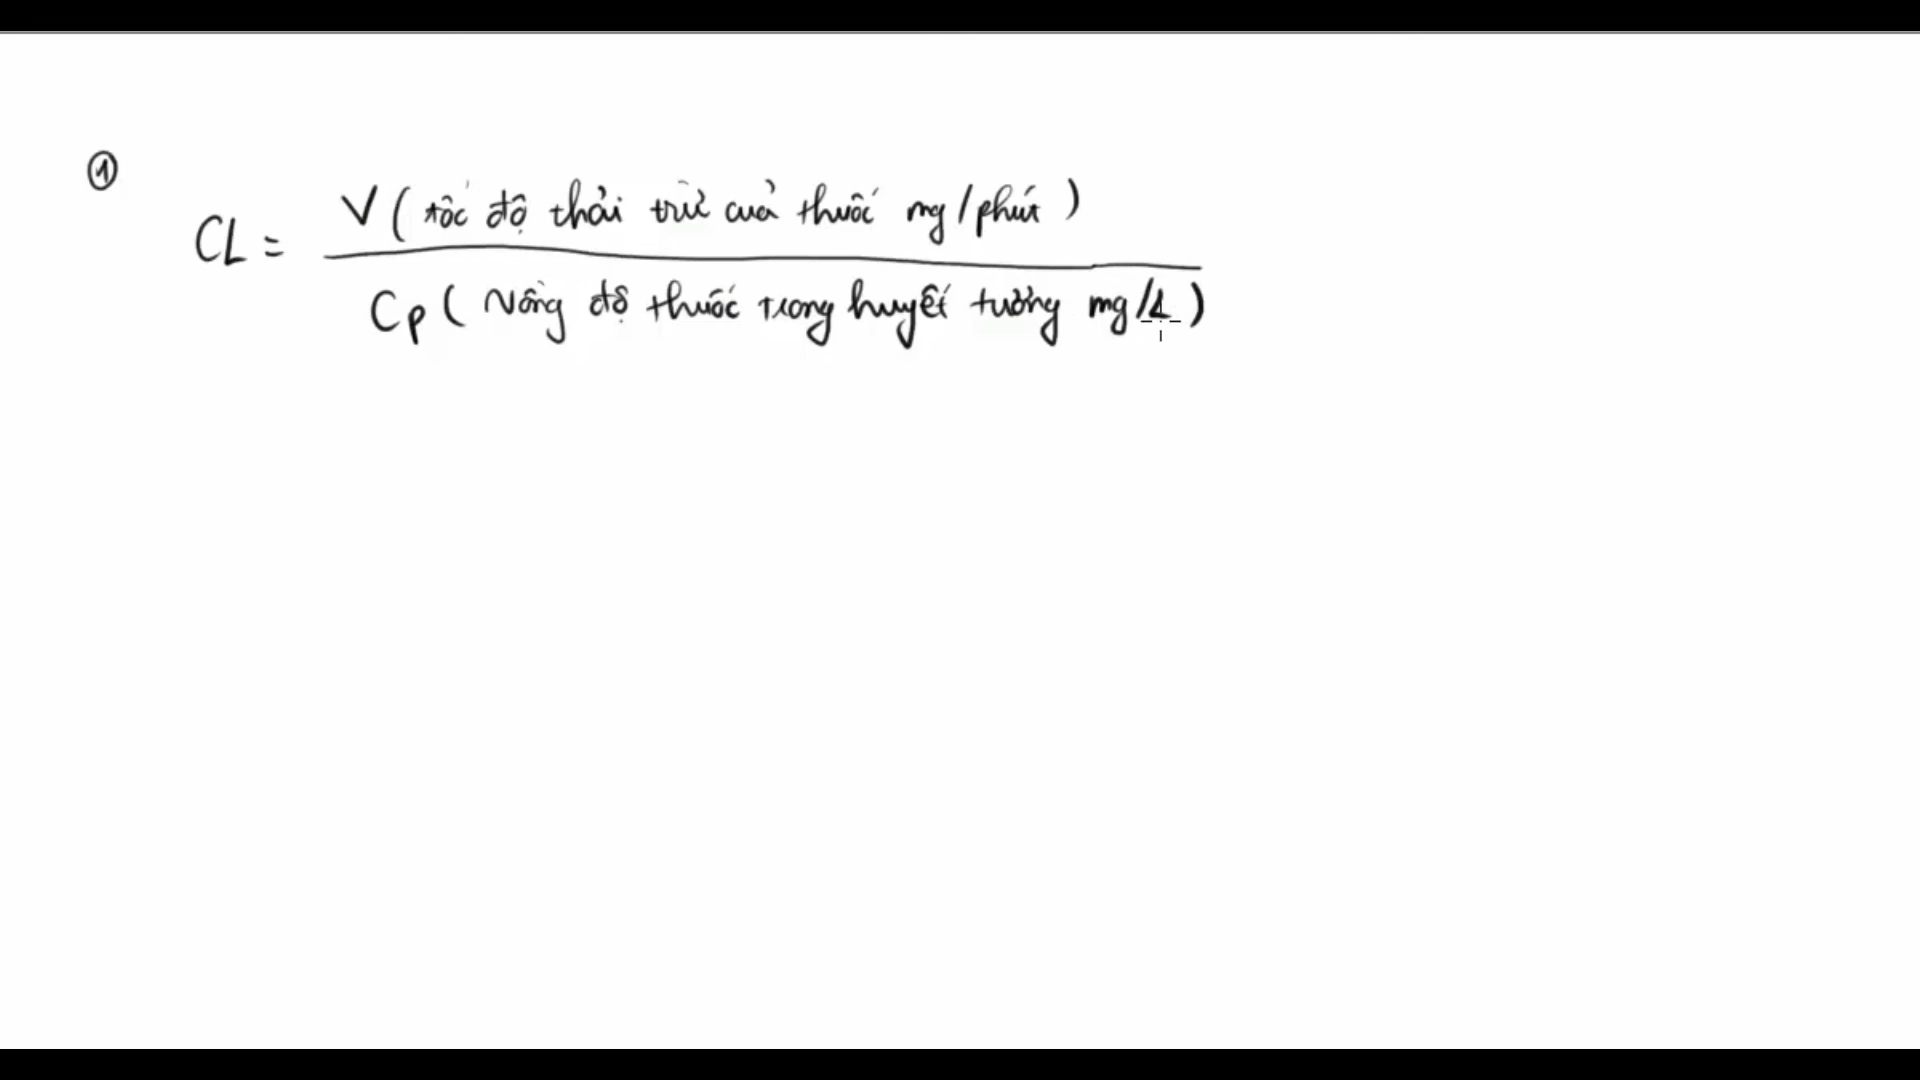 ①
V ( tốc độ thải trừ của thuốc mg/phút )
CL =
Cp ( Nồng độ thuốc trong huyết tương mg/L )